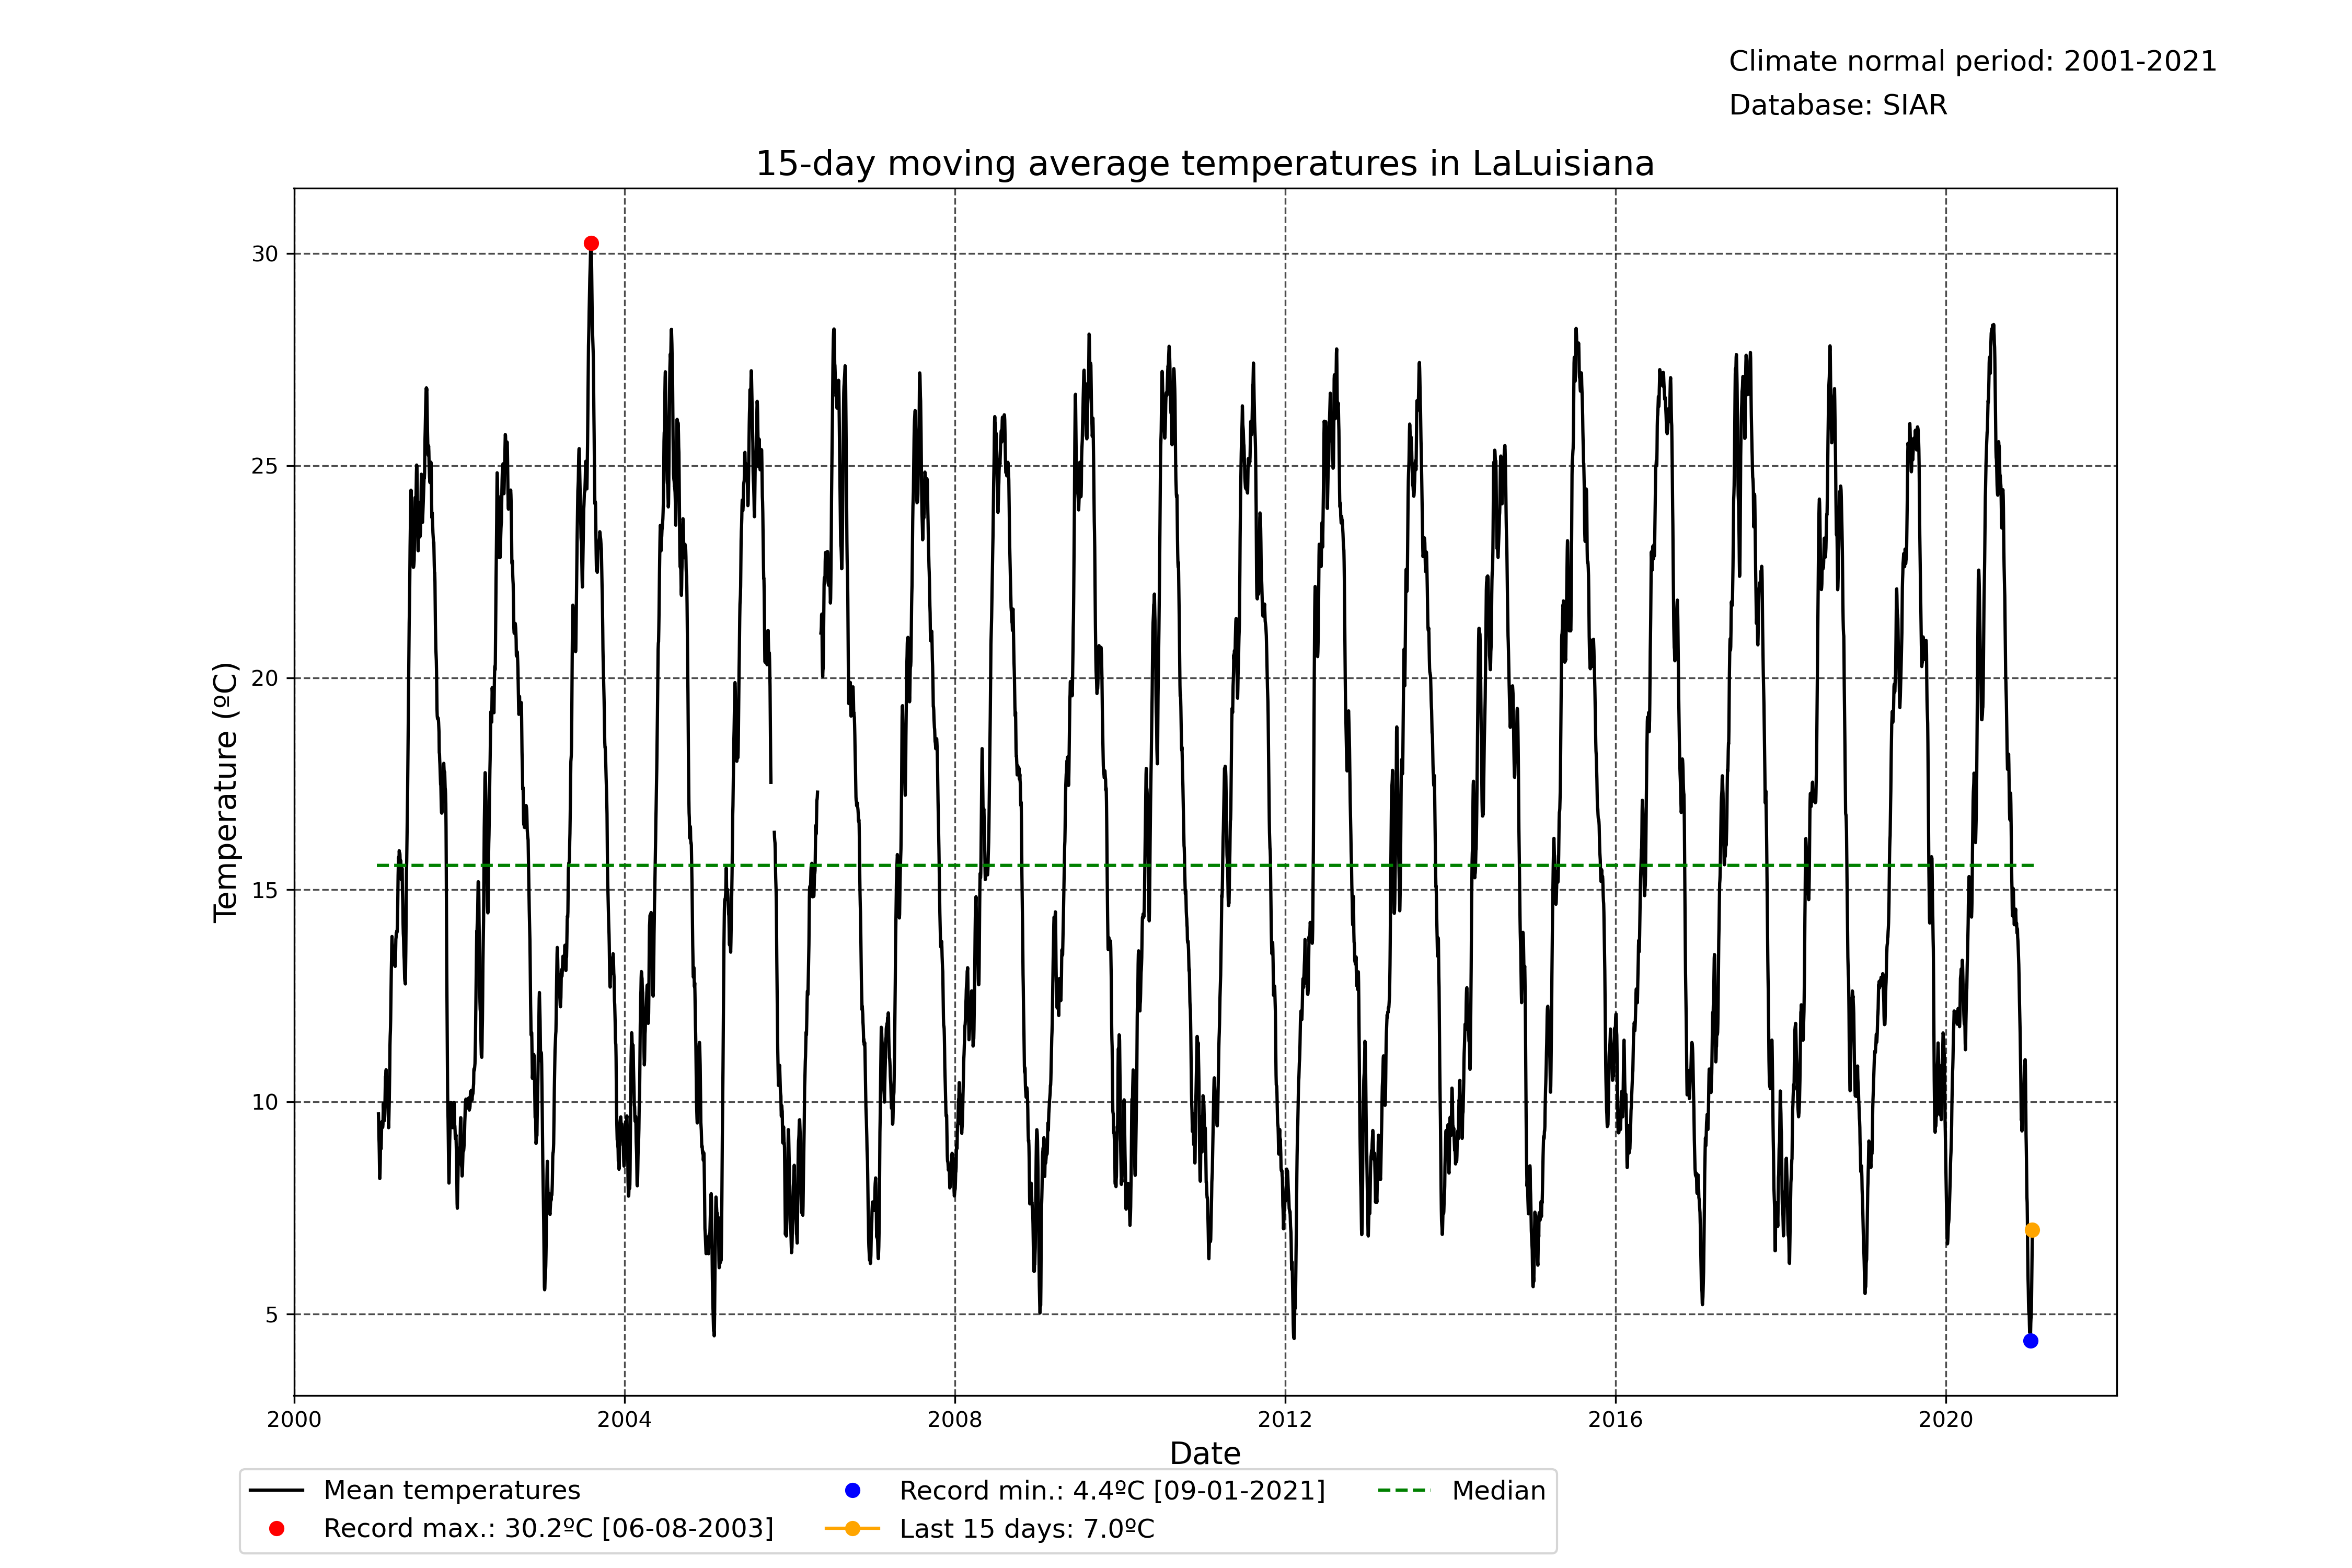 Climate normal period: 2001-2021
Database: SIAR
15-day moving average temperatures in LaLuisiana
Temperature (ºC)
30
25
20
15
10
5
2000 2004 2008 2012 2016 2020
Date
Mean temperatures
Record max.: 30.2ºC [06-08-2003]
Record min.: 4.4ºC [09-01-2021]
Last 15 days: 7.0ºC
Median